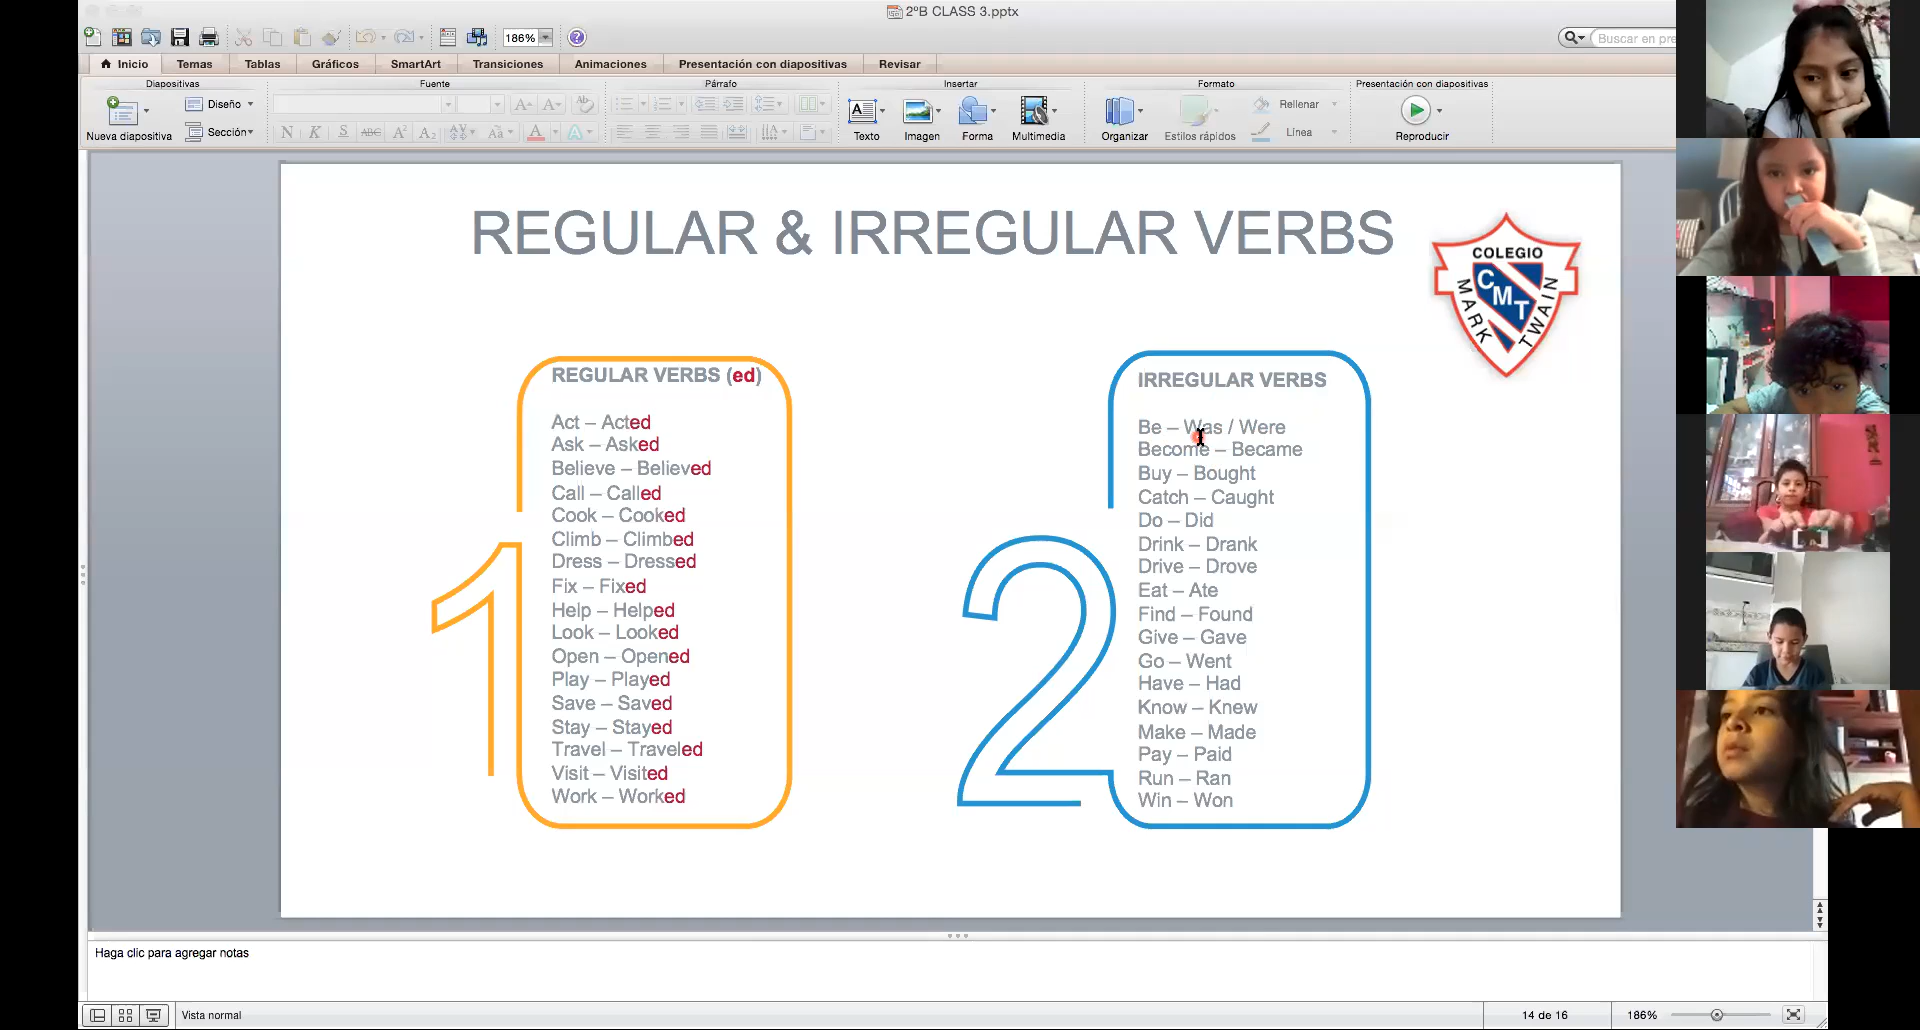 2ºB CLASS 3.pptx
186%
Buscar en pre
Inicio
Temas
Tablas
Gráficos
SmartArt
Transiciones
Animaciones
Presentación con diapositivas
Revisar
Diapositivas
Fuente
Párrafo
Insertar
Formato
Presentación con diapositivas
Nueva diapositiva
Diseño
Sección
N K S ABC A² A₂ AV Aa A A
Texto
Imagen
Forma
Multimedia
Organizar
Estilos rápidos
Rellenar
Línea
Reproducir
REGULAR & IRREGULAR VERBS
COLEGIO
MARK
TWAIN
CMT
1
REGULAR VERBS (ed)
Act – Acted
Ask – Asked
Believe – Believed
Call – Called
Cook – Cooked
Climb – Climbed
Dress – Dressed
Fix – Fixed
Help – Helped
Look – Looked
Open – Opened
Play – Played
Save – Saved
Stay – Stayed
Travel – Traveled
Visit – Visited
Work – Worked
2
IRREGULAR VERBS
Be – Was / Were
Become – Became
Buy – Bought
Catch – Caught
Do – Did
Drink – Drank
Drive – Drove
Eat – Ate
Find – Found
Give – Gave
Go – Went
Have – Had
Know – Knew
Make – Made
Pay – Paid
Run – Ran
Win – Won
Haga clic para agregar notas
Vista normal
14 de 16
186%